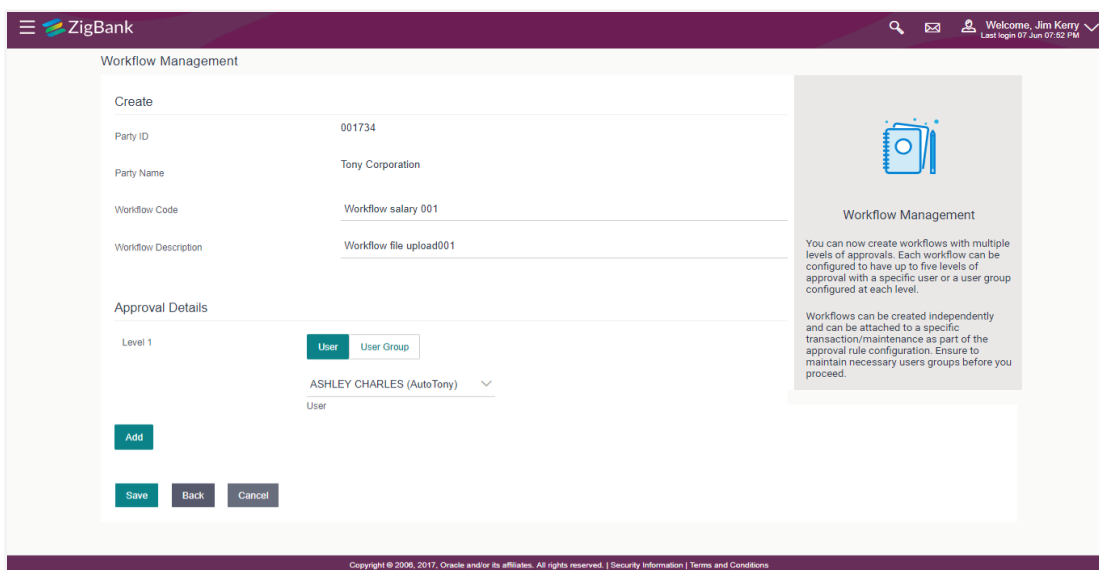 ZigBank
Welcome, Jim Kerry
Last login 07 Jun 07:52 PM
Workflow Management
Create
Party ID
001734
Party Name
Tony Corporation
Workflow Code
Workflow salary 001
Workflow Description
Workflow file upload001
Approval Details
Level 1
User
User Group
ASHLEY CHARLES (AutoTony)
User
Add
Save
Back
Cancel
Workflow Management
You can now create workflows with multiple
levels of approvals. Each workflow can be
configured to have up to five levels of
approval with a specific user or a user group
configured at each level.
Workflows can be created independently
and can be attached to a specific
transaction/maintenance as part of the
approval rule configuration. Ensure to
maintain necessary users groups before you
proceed.
Copyright © 2006, 2017, Oracle and/or its affiliates. All rights reserved. | Security Information | Terms and Conditions